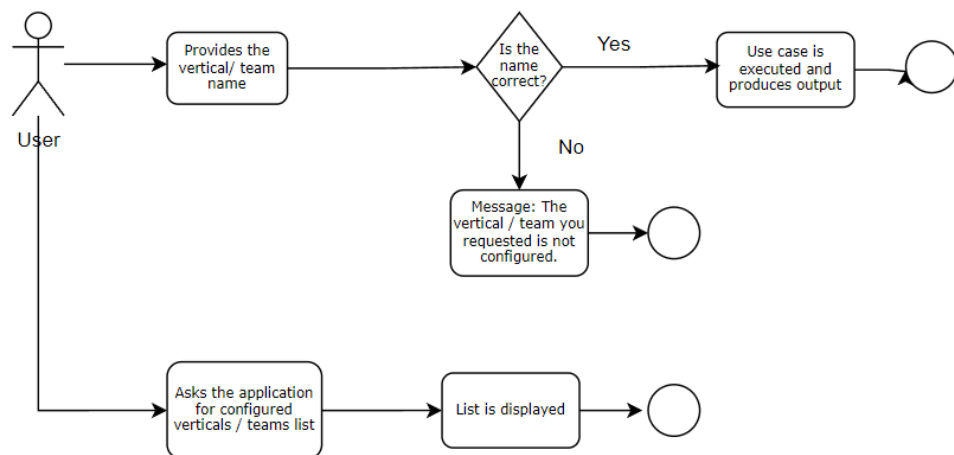 Provides the
vertical/ team
name
Is the
name
correct?
Yes
Use case is
executed and
produces output
User
No
Message: The
vertical / team you
requested is not
configured.
Asks the application
for configured
verticals / teams list
List is displayed